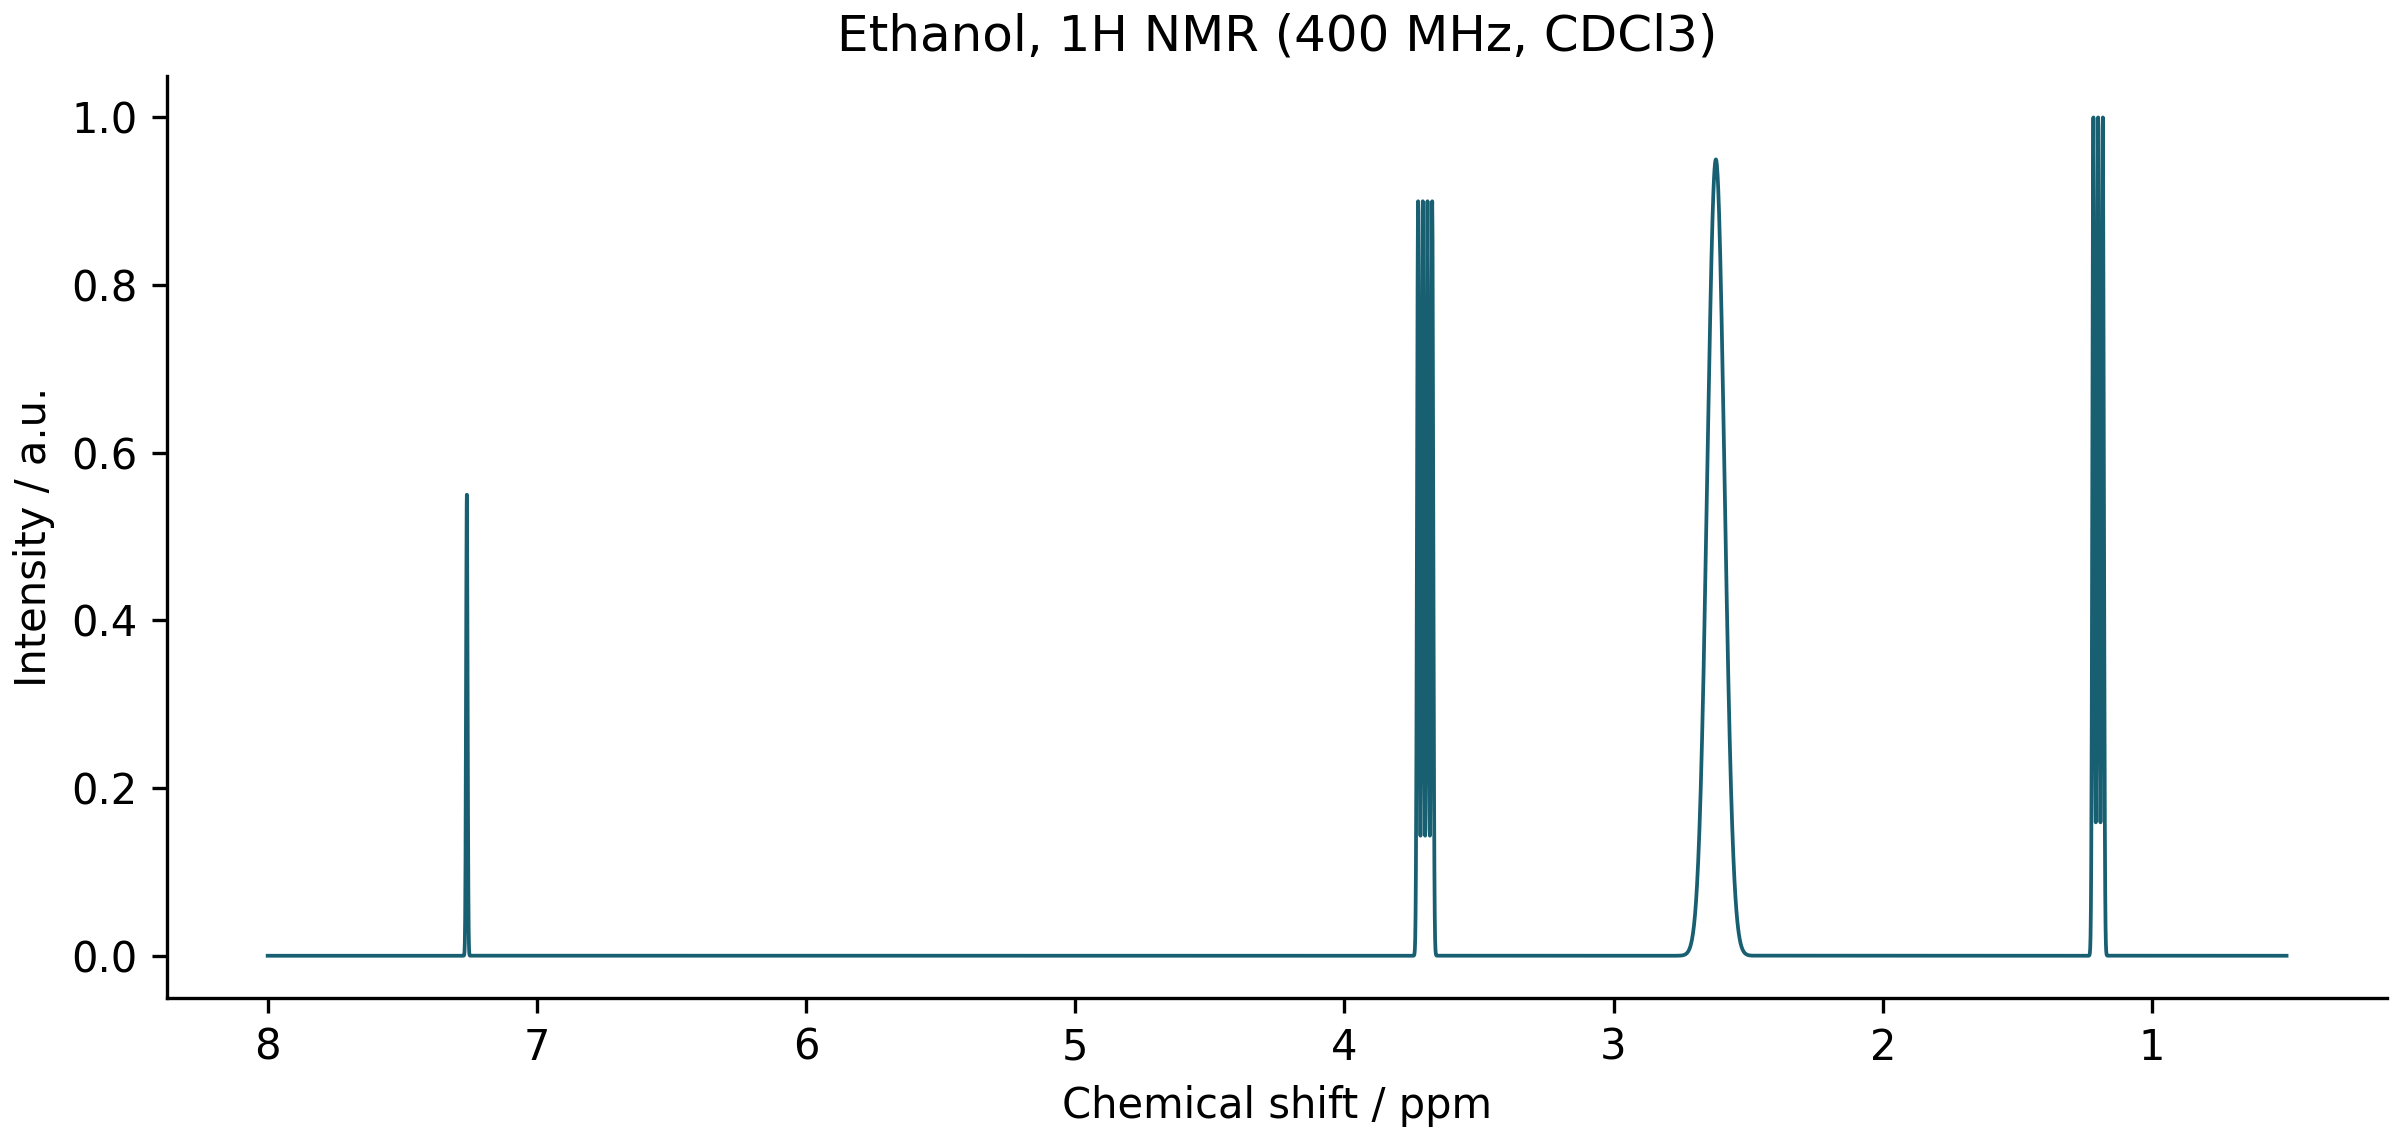 Ethanol, 1H NMR (400 MHz, CDCl3)
Intensity / a.u.
1.0
0.8
0.6
0.4
0.2
0.0
8 7 6 5 4 3 2 1
Chemical shift / ppm